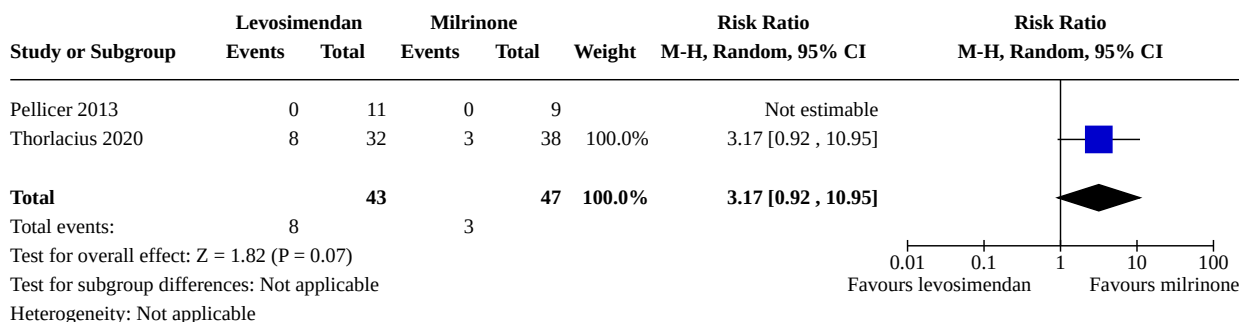 Levosimendan Milrinone Risk Ratio Risk Ratio
Study or Subgroup Events Total Events Total Weight M-H, Random, 95% CI M-H, Random, 95% CI
Pellicer 2013 0 11 0 9 Not estimable
Thorlacius 2020 8 32 3 38 100.0% 3.17 [0.92 , 10.95]
Total 43 47 100.0% 3.17 [0.92 , 10.95]
Total events: 8 3
Test for overall effect: Z = 1.82 (P = 0.07)
0.01 0.1 1 10 100
Test for subgroup differences: Not applicable
Favours levosimendan Favours milrinone
Heterogeneity: Not applicable